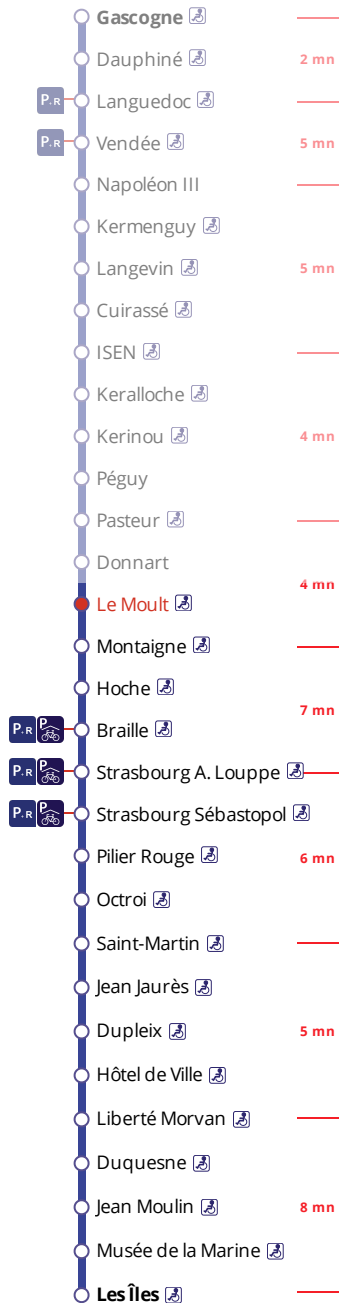 Gascogne
Dauphiné 2 mn
P+R Languedoc
P+R Vendée 5 mn
Napoléon III
Kermenguy
Langevin 5 mn
Cuirassé
ISEN
Keralloche
Kerinou 4 mn
Péguy
Pasteur
Donnart
4 mn
Le Moult
Montaigne
Hoche
7 mn
P+R P Braille
P+R P Strasbourg A. Louppe
P+R P Strasbourg Sébastopol
Pilier Rouge 6 mn
Octroi
Saint-Martin
Jean Jaurès
Dupleix 5 mn
Hôtel de Ville
Liberté Morvan
Duquesne
Jean Moulin 8 mn
Musée de la Marine
Les Îles